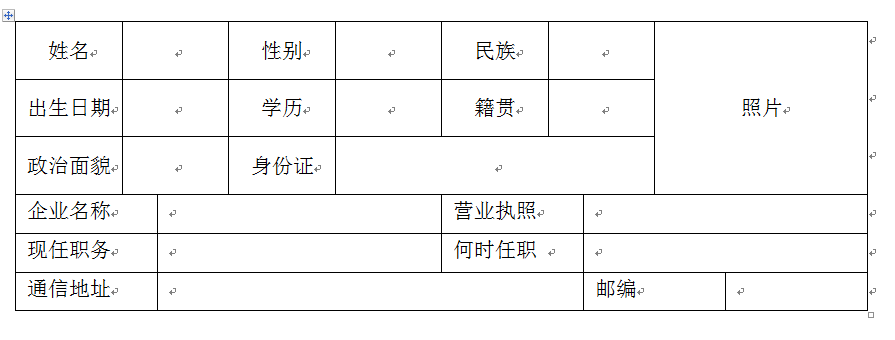 姓名 性别 民族 照片
出生日期 学历 籍贯
政治面貌 身份证
企业名称 营业执照
现任职务 何时任职
通信地址 邮编